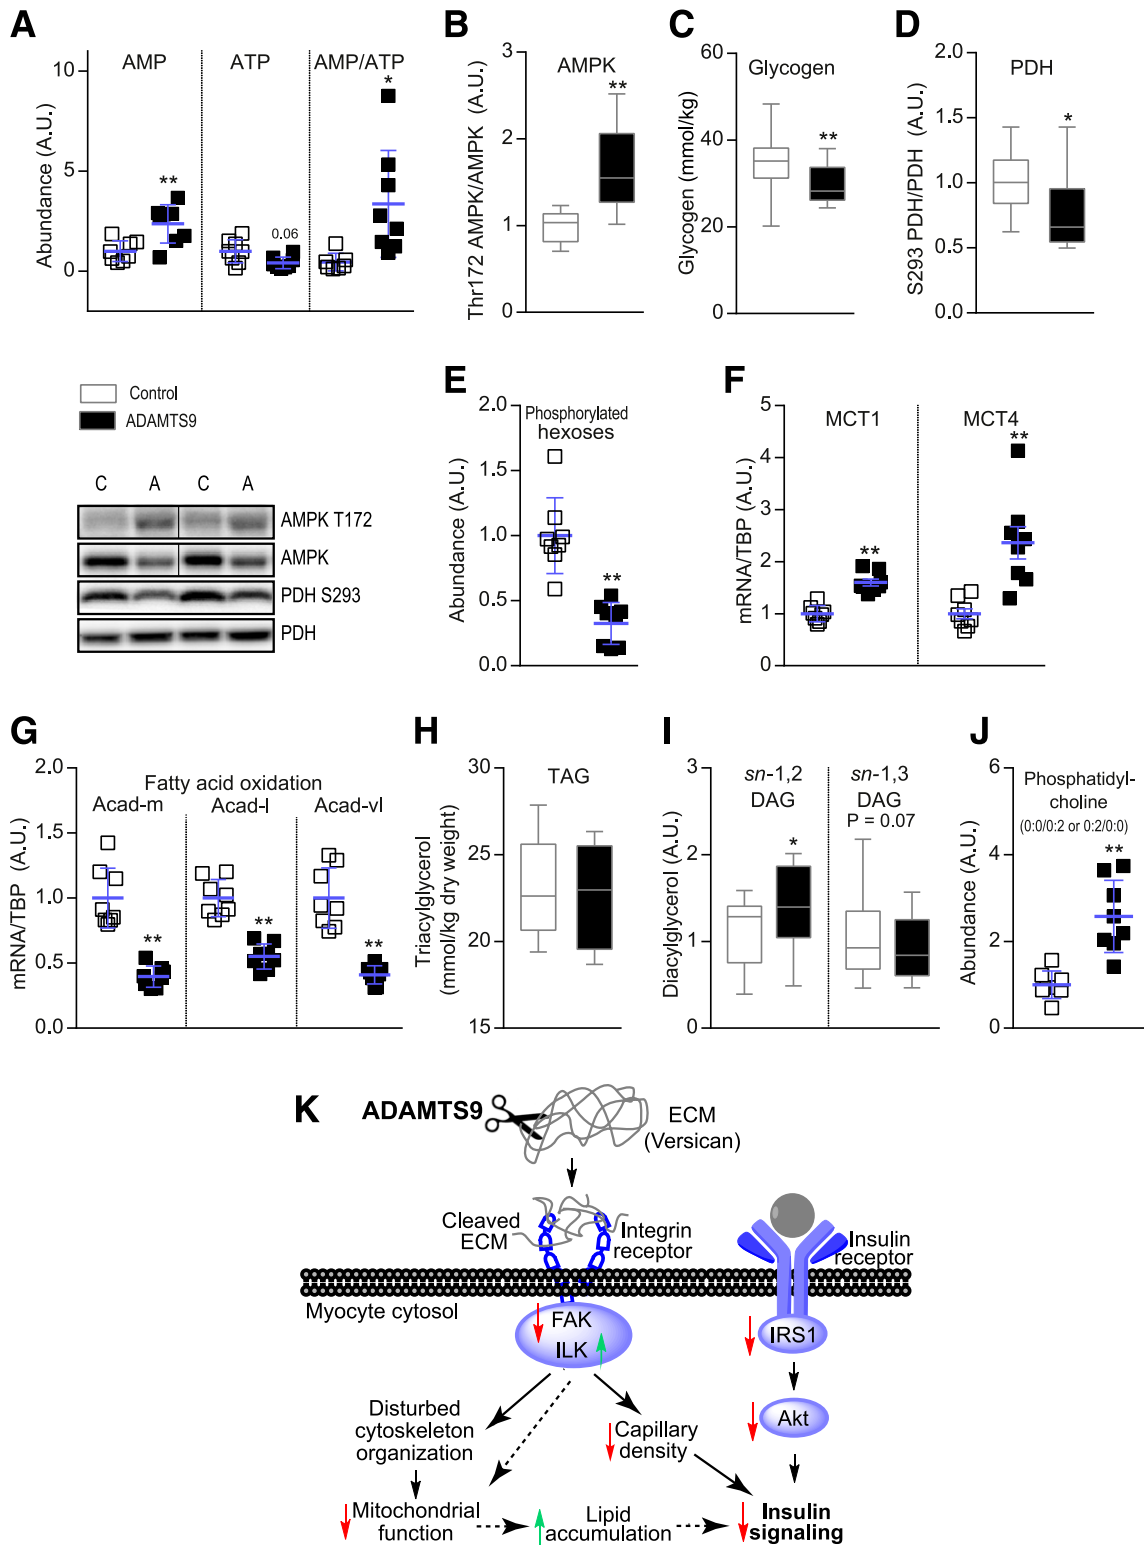 A
AMP
ATP
AMP/ATP
Abundance (A.U.)
10
5
0
**
0.06
*
B
AMPK
Thr172 AMPK/AMPK (A.U.)
3
2
1
0
**
C
Glycogen
Glycogen (mmol/kg)
60
40
20
0
**
D
PDH
S293 PDH/PDH (A.U.)
2.0
1.5
1.0
0.5
0.0
*
Control
ADAMTS9
C A C A
AMPK T172
AMPK
PDH S293
PDH
E
Phosphorylated
hexoses
Abundance (A.U.)
2.0
1.5
1.0
0.5
0.0
**
F
MCT1
MCT4
mRNA/TBP (A.U.)
5
4
3
2
1
0
**
**
G
Fatty acid oxidation
Acad-m
Acad-l
Acad-vl
mRNA/TBP (A.U.)
2.0
1.5
1.0
0.5
0.0
**
**
**
H
TAG
Triacylglycerol
(mmol/kg dry weight)
30
25
20
15
I
sn-1,2
DAG
sn-1,3
DAG
P = 0.07
Diacylglycerol (A.U.)
3
2
1
0
*
J
Phosphatidyl-
choline
(0:0/0:2 or 0:2/0:0)
Abundance (A.U.)
6
4
2
0
**
K
ADAMTS9
ECM
(Versican)
Cleaved
ECM
Integrin
receptor
Insulin
receptor
Myocyte cytosol
FAK
ILK
IRS1
Akt
Disturbed
cytoskeleton
organization
Capillary
density
Mitochondrial
function
Lipid
accumulation
Insulin
signaling